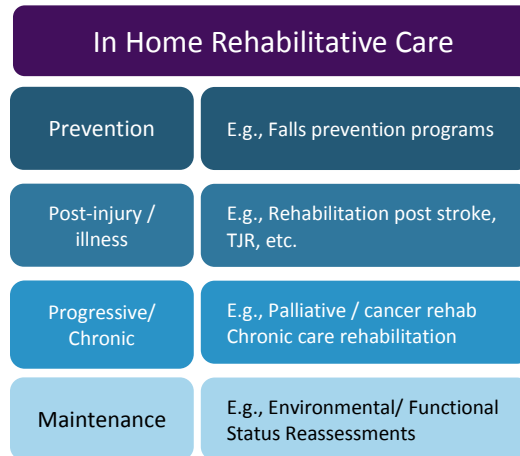 In Home Rehabilitative Care
Prevention
E.g., Falls prevention programs
Post-injury /
illness
E.g., Rehabilitation post stroke,
TJR, etc.
Progressive/
Chronic
E.g., Palliative / cancer rehab
Chronic care rehabilitation
Maintenance
E.g., Environmental/ Functional
Status Reassessments